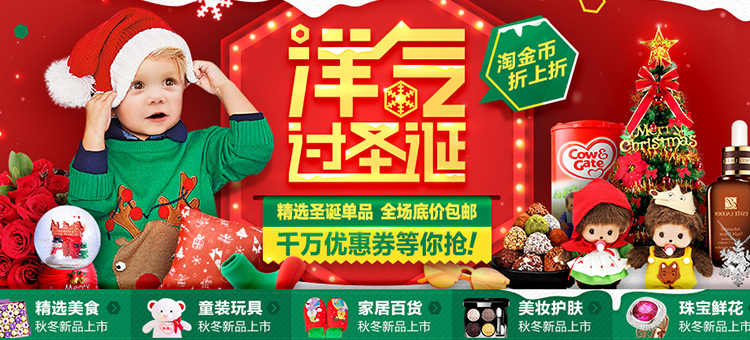 洋气
过圣诞
淘金币
折上折
精选圣诞单品 全场底价包邮
千万优惠券等你抢!
Cow&
Gate
Merry
Christmas
ESTEE LAUDER
Merry
精选美食
秋冬新品上市
童装玩具
秋冬新品上市
家居百货
秋冬新品上市
美妆护肤
秋冬新品上市
珠宝鲜花
秋冬新品上市